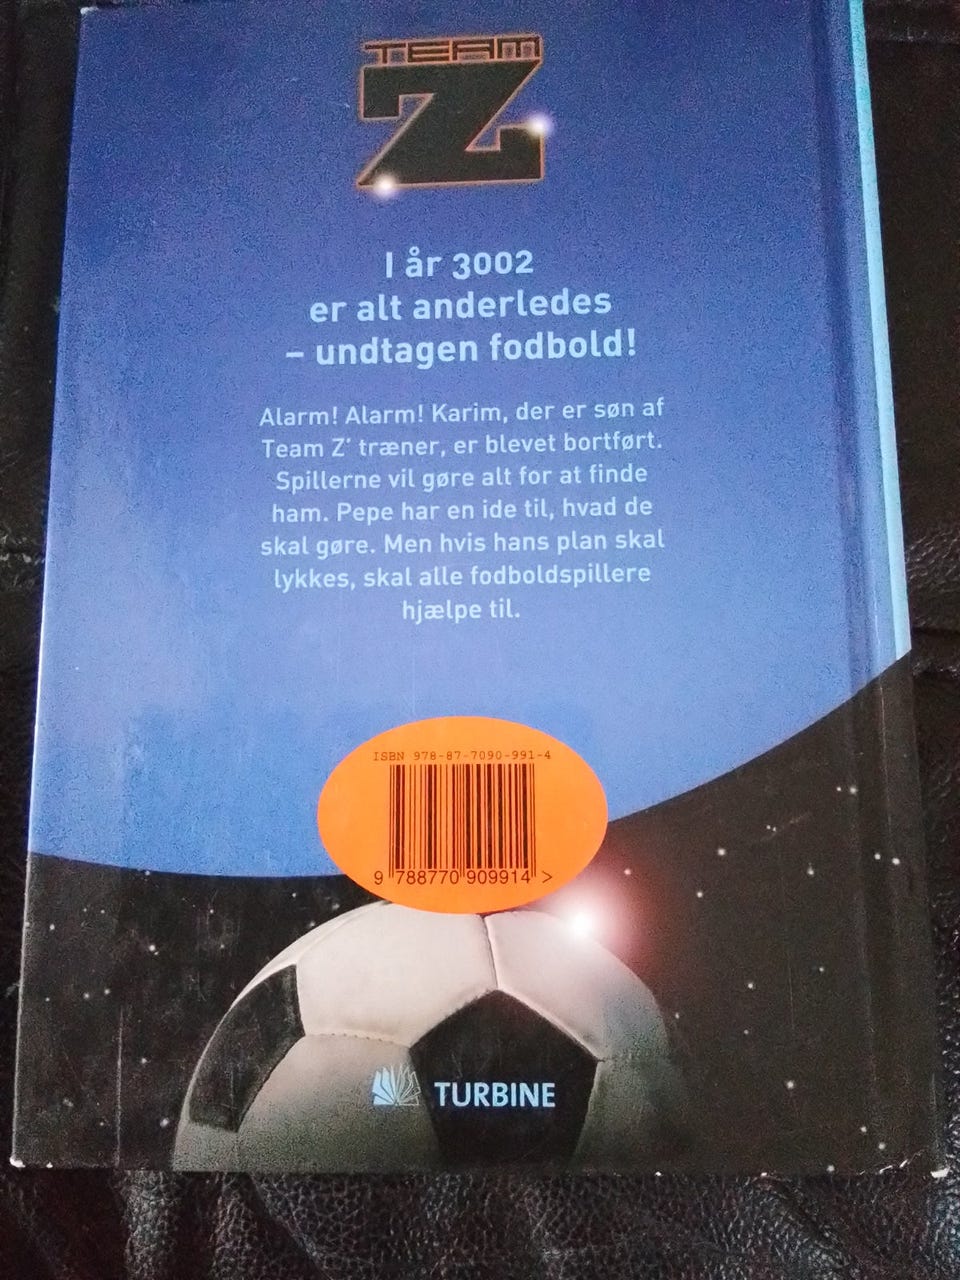 TEAM
Z
I år 3002
er alt anderledes
– undtagen fodbold!
Alarm! Alarm! Karim, der er søn af
Team Z' træner, er blevet bortført.
Spillerne vil gøre alt for at finde
ham. Pepe har en ide til, hvad de
skal gøre. Men hvis hans plan skal
lykkes, skal alle fodboldspillere
hjælpe til.
ISBN 978-87-7090-991-4
9 788770 909914 >
TURBINE